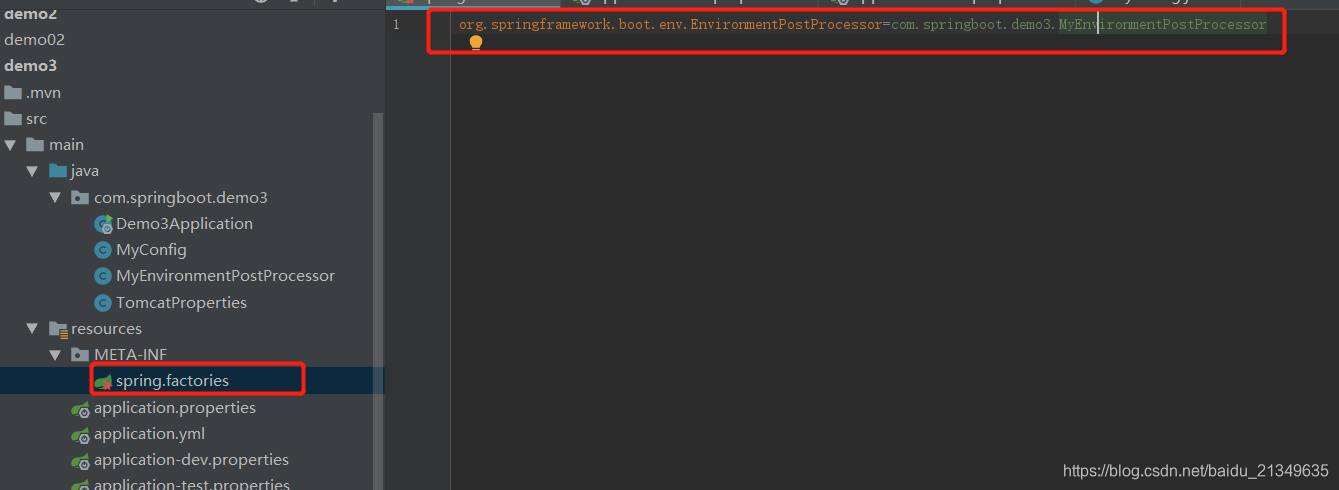 demo2
demo02
demo3
.mvn
src
main
java
com.springboot.demo3
Demo3Application
MyConfig
MyEnvironmentPostProcessor
TomcatProperties
resources
META-INF
spring.factories
application.properties
application.yml
application-dev.properties
application-test.properties
1 org.springframework.boot.env.EnvironmentPostProcessor=com.springboot.demo3.MyEnvironmentPostProcessor
https://blog.csdn.net/baidu_21349635